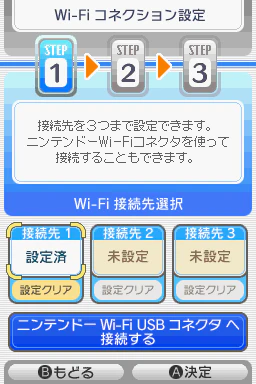 Wi-Fi コネクション設定
STEP 1
STEP 2
STEP 3
接続先を3つまで設定できます。
ニンテンドーWi-Fiコネクタを使って
接続することもできます。
Wi-Fi 接続先選択
接続先 1
接続先 2
接続先 3
設定済
未設定
未設定
設定クリア
設定クリア
設定クリア
ニンテンドー Wi-Fi USB コネクタ へ
接続する
Bもどる
A決定